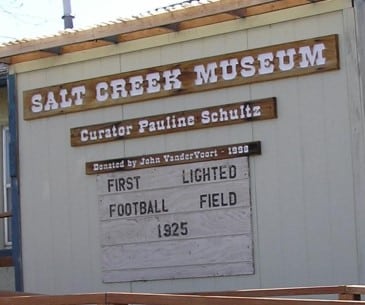 SALT CREEK MUSEUM
Curator Pauline Schultz
Donated by John VanderVoort - 1998
FIRST LIGHTED
FOOTBALL FIELD
1925